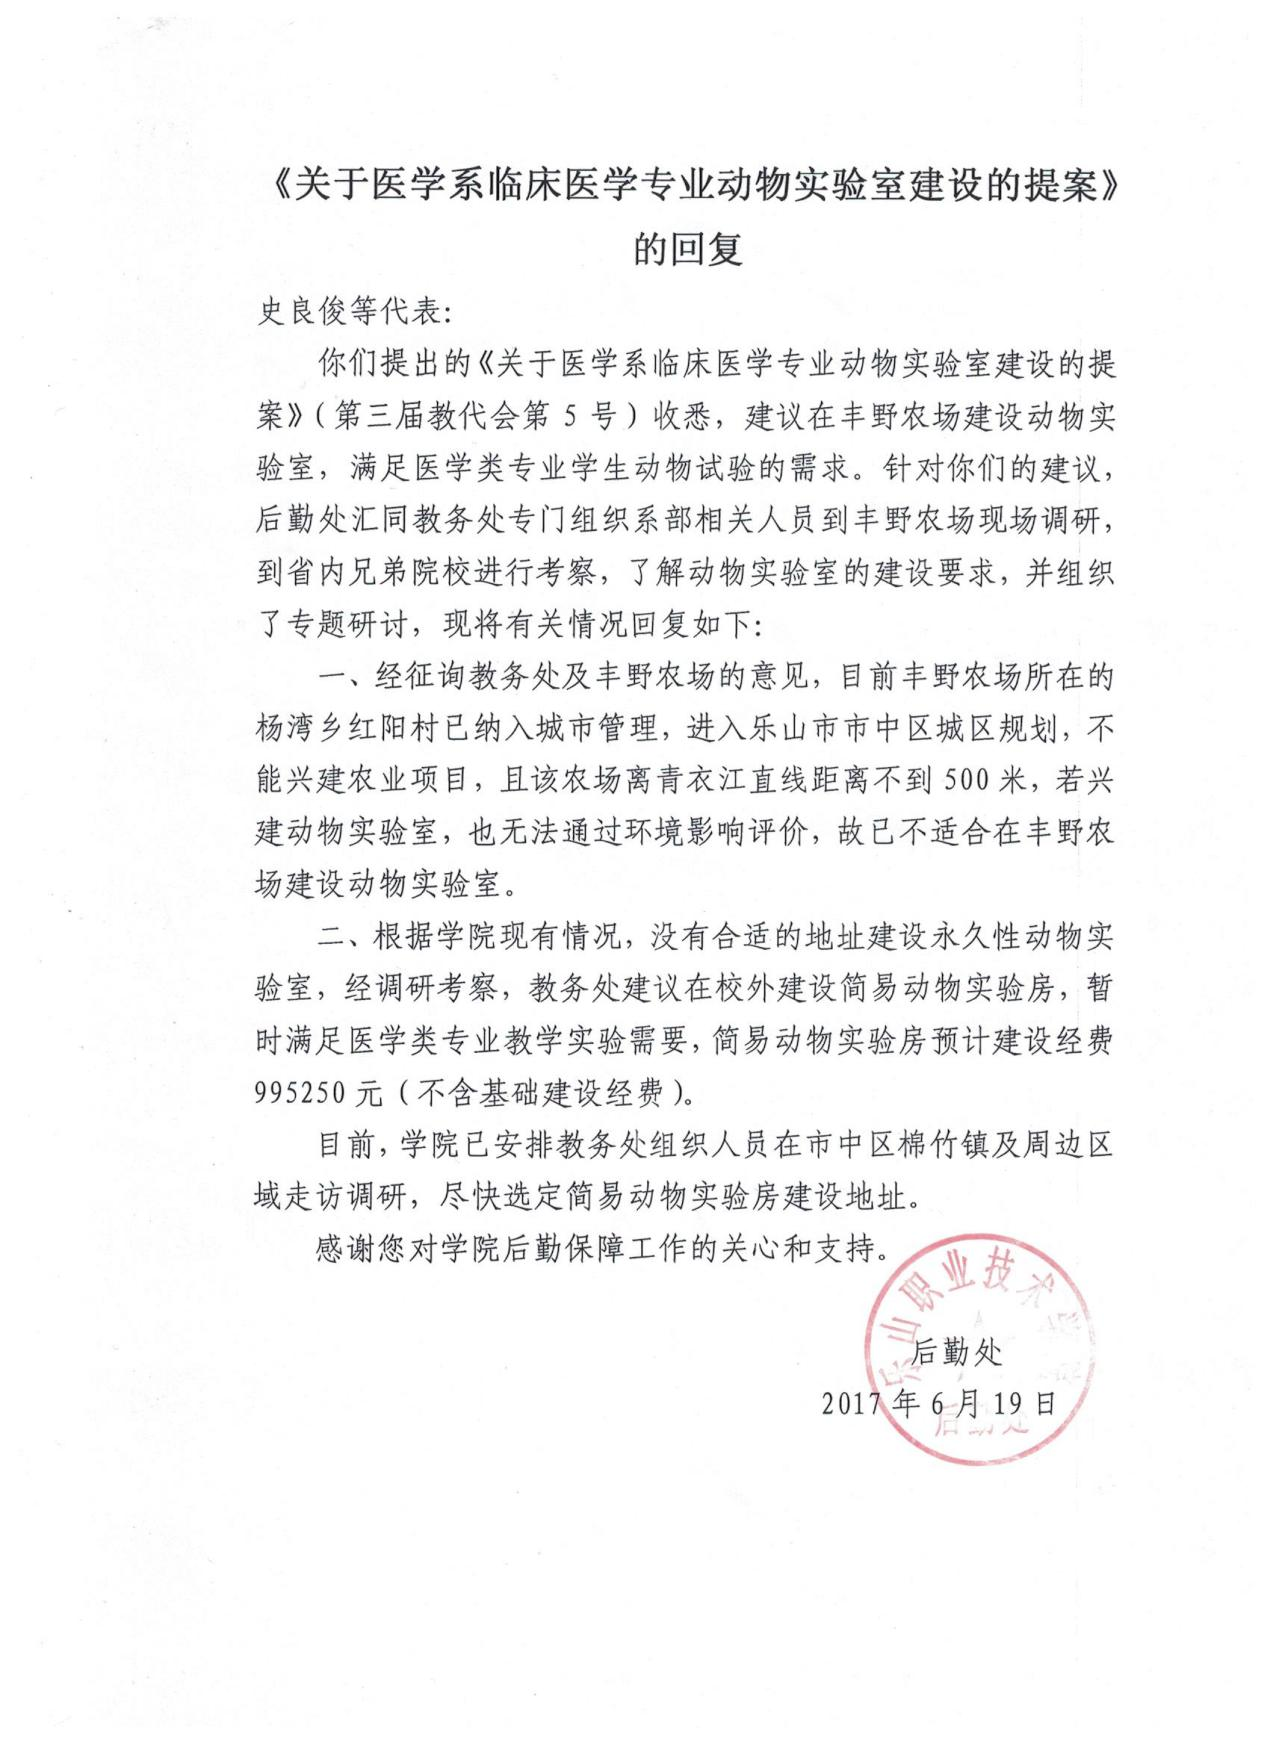 《关于医学系临床医学专业动物实验室建设的提案》
的回复
史良俊等代表：
你们提出的《关于医学系临床医学专业动物实验室建设的提
案》（第三届教代会第 5 号）收悉，建议在丰野农场建设动物实
验室，满足医学类专业学生动物试验的需求。针对你们的建议，
后勤处汇同教务处专门组织系部相关人员到丰野农场现场调研，
到省内兄弟院校进行考察，了解动物实验室的建设要求，并组织
了专题研讨，现将有关情况回复如下：
一、经征询教务处及丰野农场的意见，目前丰野农场所在的
杨湾乡红阳村已纳入城市管理，进入乐山市市中区城区规划，不
能兴建农业项目，且该农场离青衣江直线距离不到 500 米，若兴
建动物实验室，也无法通过环境影响评价，故已不适合在丰野农
场建设动物实验室。
二、根据学院现有情况，没有合适的地址建设永久性动物实
验室，经调研考察，教务处建议在校外建设简易动物实验房，暂
时满足医学类专业教学实验需要，简易动物实验房预计建设经费
995250 元（不含基础建设经费）。
目前，学院已安排教务处组织人员在市中区棉竹镇及周边区
域走访调研，尽快选定简易动物实验房建设地址。
感谢您对学院后勤保障工作的关心和支持。
乐山职业技术学
后勤处
2017 年 6 月 19 日
后勤处